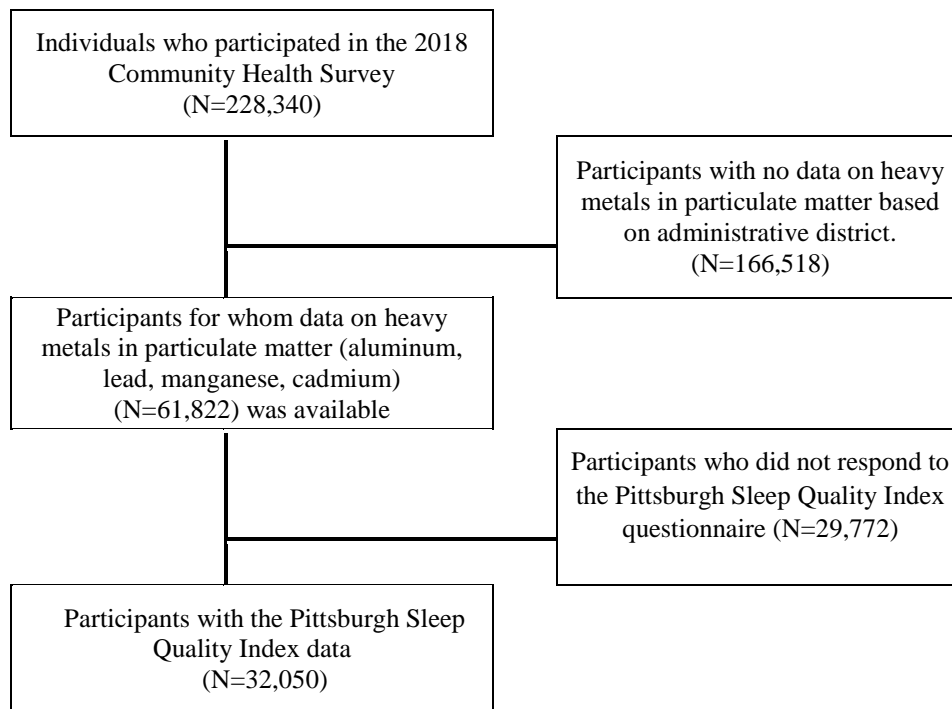 Individuals who participated in the 2018
Community Health Survey
(N=228,340)
Participants with no data on heavy
metals in particulate matter based
on administrative district.
(N=166,518)
Participants for whom data on heavy
metals in particulate matter (aluminum,
lead, manganese, cadmium)
(N=61,822) was available
Participants who did not respond to
the Pittsburgh Sleep Quality Index
questionnaire (N=29,772)
Participants with the Pittsburgh Sleep
Quality Index data
(N=32,050)